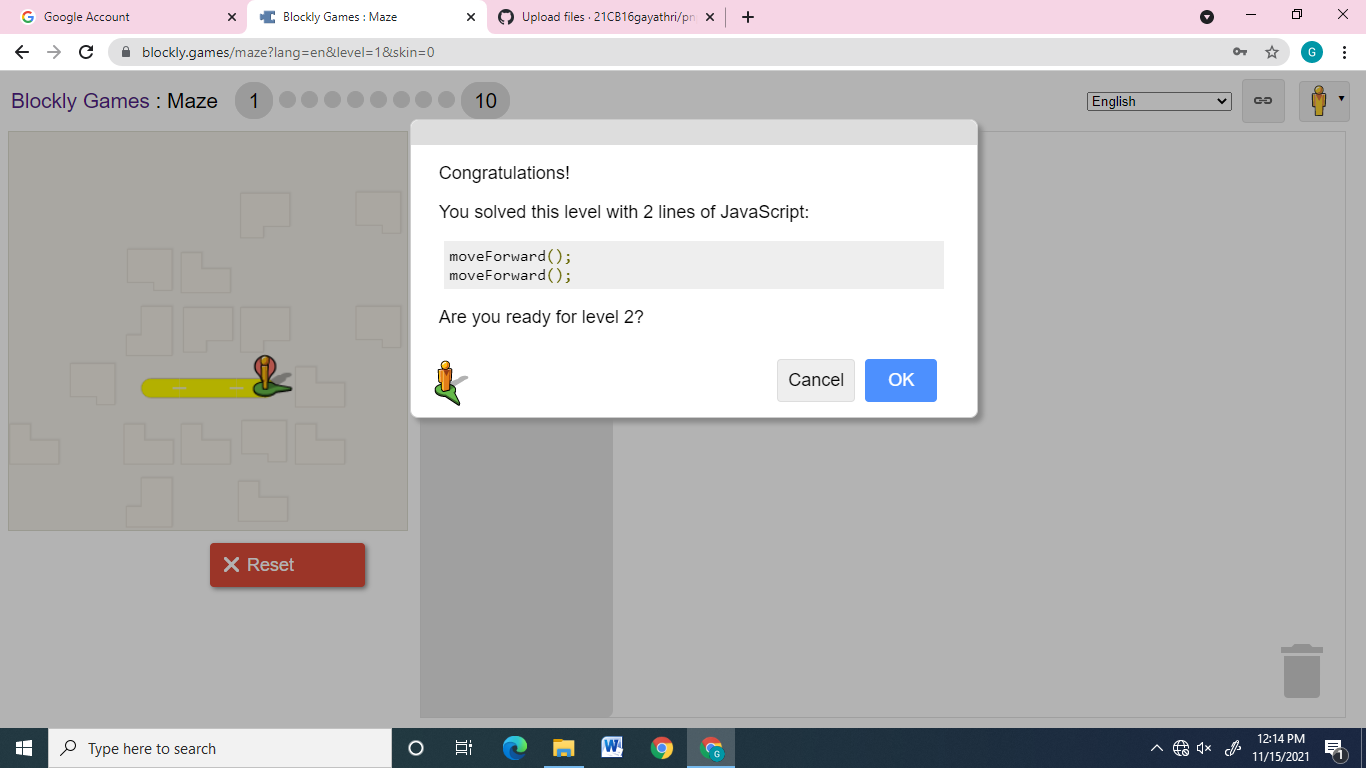 Google Account
Blockly Games : Maze
Upload files · 21CB16gayathri/pr
blockly.games/maze?lang=en&level=1&skin=0
G
Blockly Games : Maze
1
10
English
Congratulations!
You solved this level with 2 lines of JavaScript:
moveForward();
moveForward();
Are you ready for level 2?
Cancel
OK
Reset
Type here to search
12:14 PM
11/15/2021
1